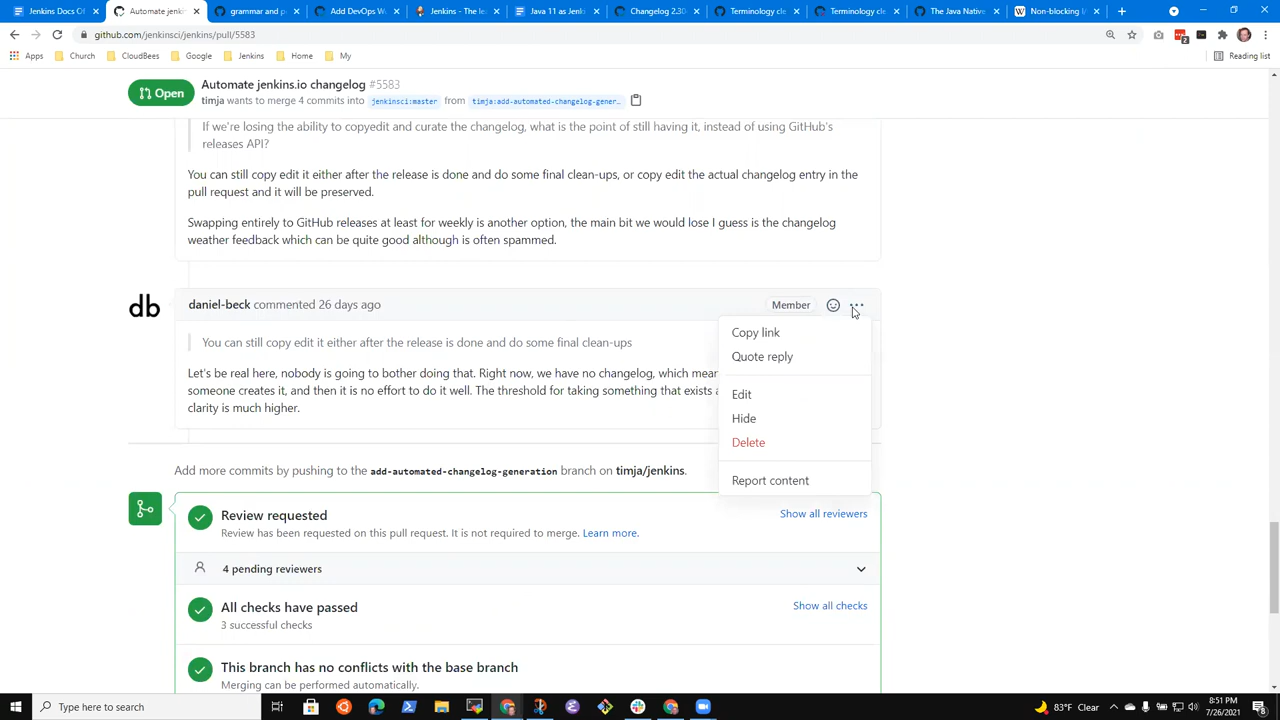 Jenkins Docs Of
Automate jenki
grammar and p
Add DevOps W
Jenkins - The le
Java 11 as Jenk
Changelog 2.30
Terminology cle
Terminology cle
The Java Native
Non-blocking I/
github.com/jenkinsci/jenkins/pull/5583
2
Apps
Church
CloudBees
Google
Jenkins
Home
My
Reading list
Open
Automate jenkins.io changelog #5583
timja wants to merge 4 commits into jenkinsci:master from timja:add-automated-changelog-gener…
If we're losing the ability to copyedit and curate the changelog, what is the point of still having it, instead of using GitHub's
releases API?
You can still copy edit it either after the release is done and do some final clean-ups, or copy edit the actual changelog entry in the
pull request and it will be preserved.
Swapping entirely to GitHub releases at least for weekly is another option, the main bit we would lose I guess is the changelog
weather feedback which can be quite good although is often spammed.
db
daniel-beck commented 26 days ago
Member
You can still copy edit it either after the release is done and do some final clean-ups
Let's be real here, nobody is going to bother doing that. Right now, we have no changelog, which mean
someone creates it, and then it is no effort to do it well. The threshold for taking something that exists a
clarity is much higher.
Copy link
Quote reply
Edit
Hide
Delete
Report content
Add more commits by pushing to the add-automated-changelog-generation branch on timja/jenkins.
Review requested
Show all reviewers
Review has been requested on this pull request. It is not required to merge. Learn more.
4 pending reviewers
All checks have passed
Show all checks
3 successful checks
This branch has no conflicts with the base branch
Merging can be performed automatically.
Type here to search
83°F Clear
8:51 PM
7/26/2021
8